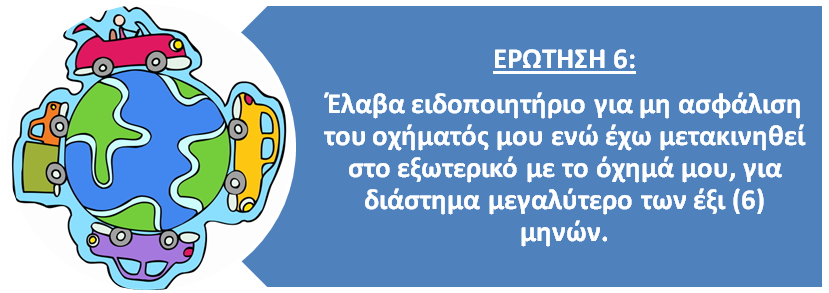 ΕΡΩΤΗΣΗ 6:
Έλαβα ειδοποιητήριο για μη ασφάλιση
του οχήματός μου ενώ έχω μετακινηθεί
στο εξωτερικό με το όχημά μου, για
διάστημα μεγαλύτερο των έξι (6)
μηνών.